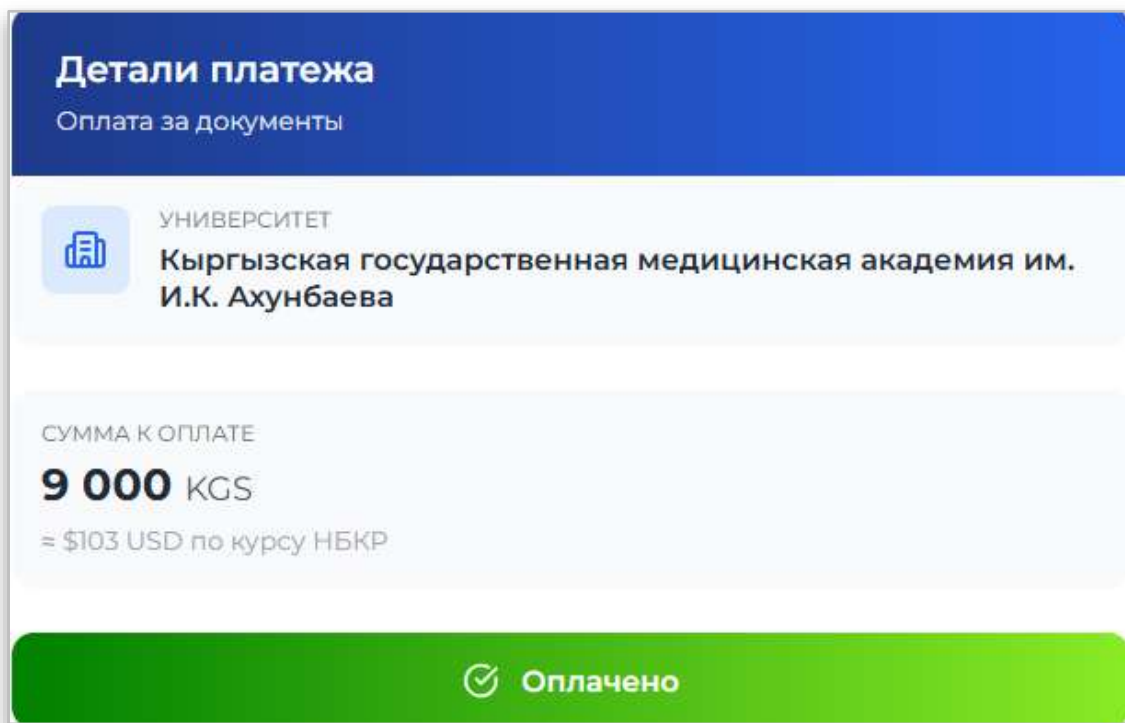 Детали платежа
Оплата за документы
УНИВЕРСИТЕТ
Кыргызская государственная медицинская академия им.
И.К. Ахунбаева
СУММА К ОПЛАТЕ
9 000 KGS
≈ $103 USD по курсу НБКР
Оплачено